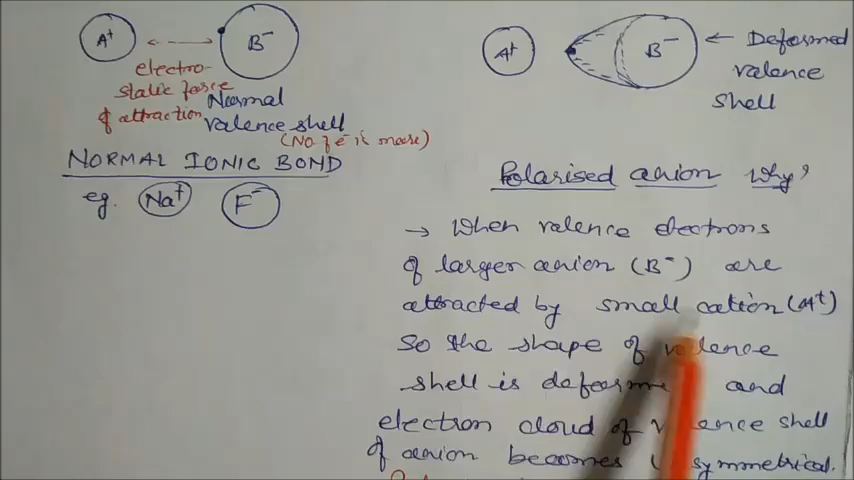 A⁺
B⁻
electro-
static force
of attraction
Normal
valence shell
(No of e⁻ is more)
NORMAL IONIC BOND
eg. Na⁺ F⁻
A⁺
B⁻ ← Deformed
valence
shell
Polarised anion Why?
→ When valence electrons
of larger anion (B⁻) are
attracted by small cation (A⁺)
So the shape of valence
shell is deform and
electron cloud of valence shell
of anion becomes symmetrical.